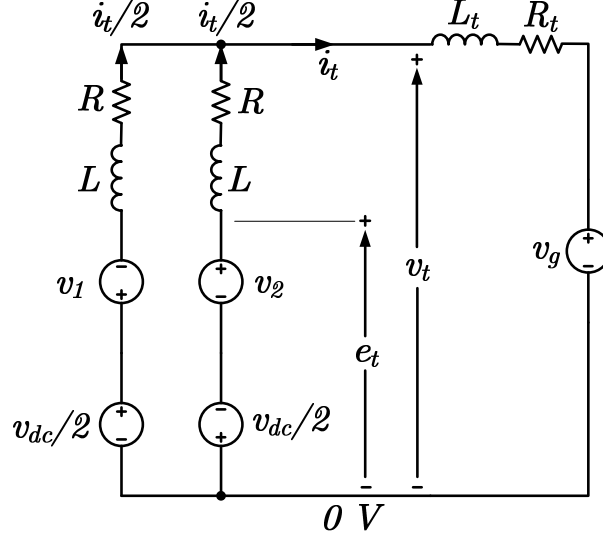 i_t/2 i_t/2 L_t R_t
i_t
R R
L L
v_1 v_2 v_t v_g
e_t
v_dc/2 v_dc/2
0 V